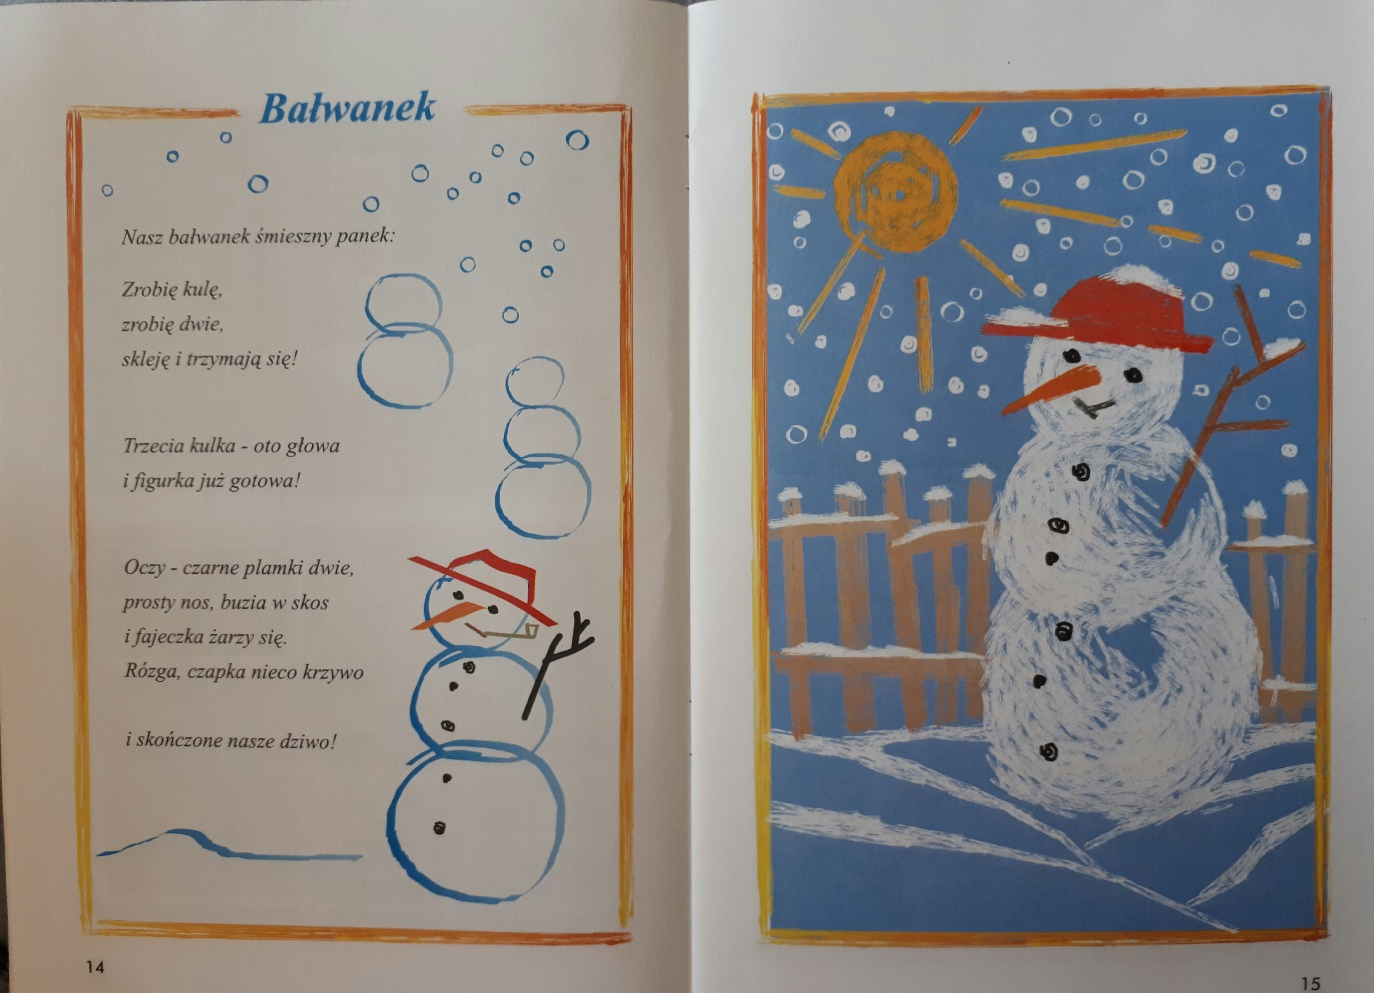 Bałwanek
Nasz bałwanek śmieszny panek:
Zrobię kulę,
zrobię dwie,
skleję i trzymają się!
Trzecia kulka - oto głowa
i figurka już gotowa!
Oczy - czarne plamki dwie,
prosty nos, buzia w skos
i fajeczka żarzy się.
Rózga, czapka nieco krzywo
i skończone nasze dziwo!
14
15